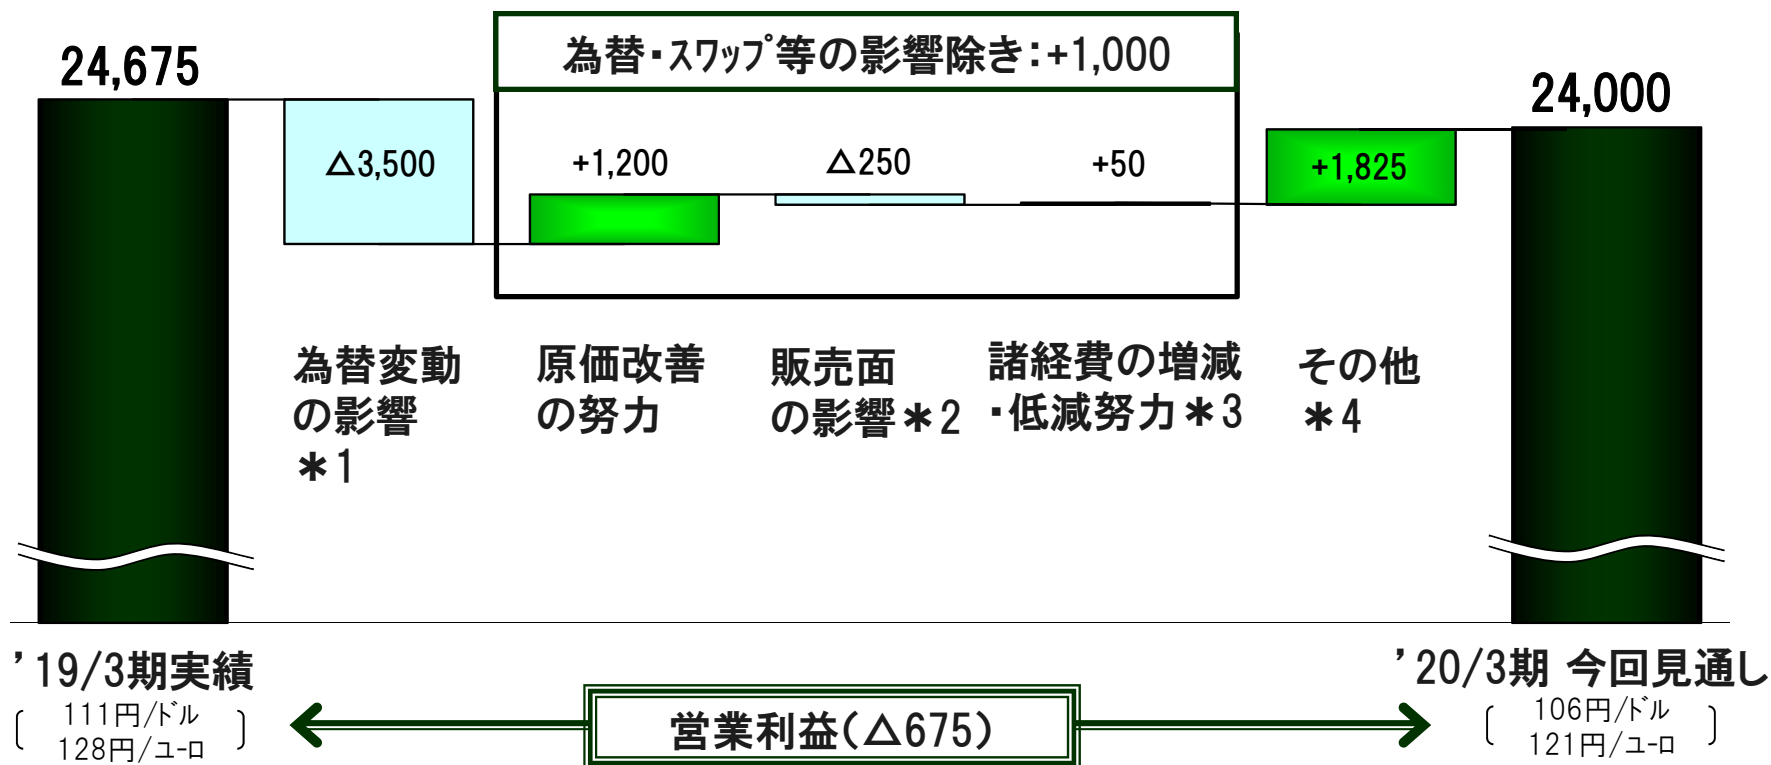 為替・スワップ等の影響除き:+1,000
24,675
24,000
△3,500
+1,200
△250
+50
+1,825
為替変動
の影響
＊1
原価改善
の努力
販売面
の影響＊2
諸経費の増減
・低減努力＊3
その他
＊4
’19/3期実績
111円/ドル
128円/ユーロ
営業利益(△675)
’20/3期 今回見通し
106円/ドル
121円/ユーロ